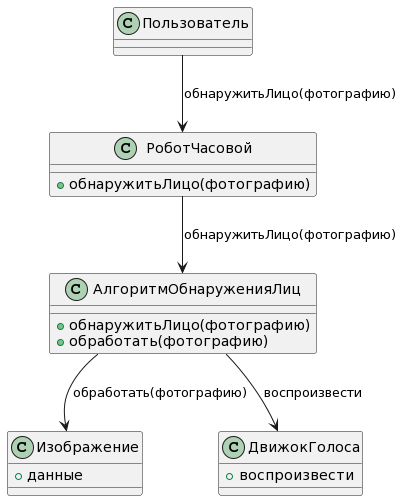 C Пользователь
обнаружитьЛицо(фотографию)
C РоботЧасовой
+ обнаружитьЛицо(фотографию)
обнаружитьЛицо(фотографию)
C АлгоритмОбнаруженияЛиц
+ обнаружитьЛицо(фотографию)
+ обработать(фотографию)
обработать(фотографию)
воспроизвести
C Изображение
+ данные
C ДвижокГолоса
+ воспроизвести